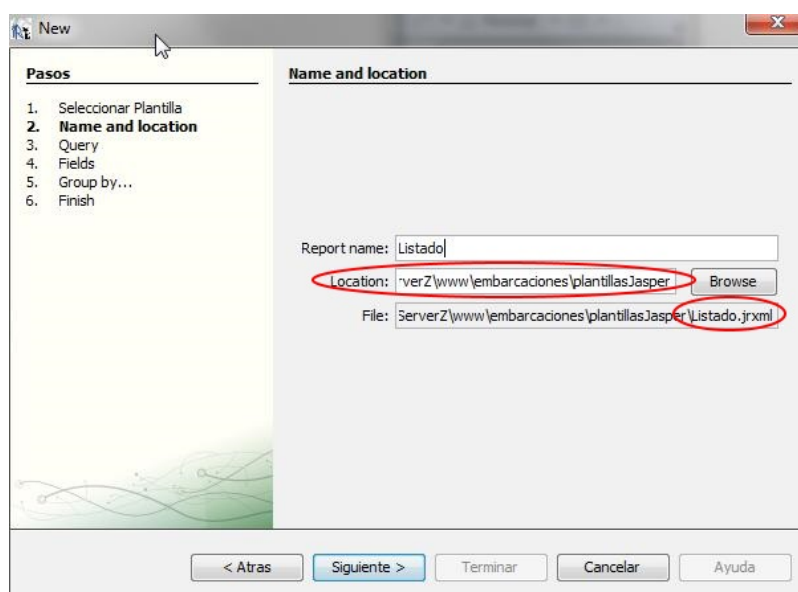 New
Pasos
1. Seleccionar Plantilla
2. Name and location
3. Query
4. Fields
5. Group by...
6. Finish
Name and location
Report name: Listado
Location: rverZ\www\embarcaciones\plantillasJasper Browse
File: ServerZ\www\embarcaciones\plantillasJasper\Listado.jrxml
< Atras Siguiente > Terminar Cancelar Ayuda